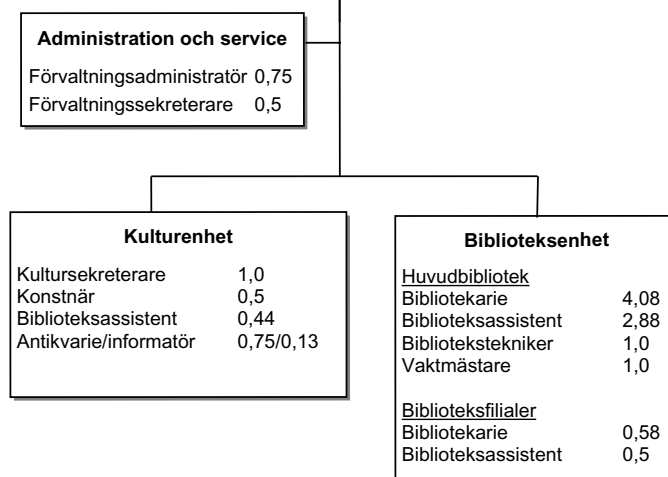 Administration och service
Förvaltningsadministratör 0,75
Förvaltningssekreterare 0,5
Kulturenhet
Kultursekreterare 1,0
Konstnär 0,5
Biblioteksassistent 0,44
Antikvarie/informatör 0,75/0,13
Biblioteksenhet
Huvudbibliotek
Bibliotekarie 4,08
Biblioteksassistent 2,88
Bibliotekstekniker 1,0
Vaktmästare 1,0
Biblioteksfilialer
Bibliotekarie 0,58
Biblioteksassistent 0,5